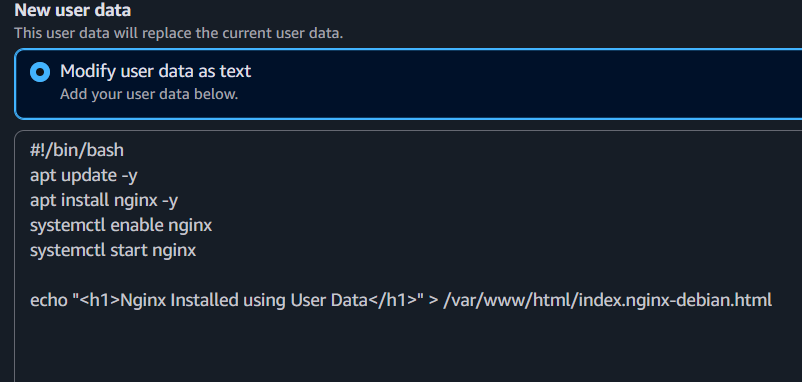 New user data
This user data will replace the current user data.
Modify user data as text
Add your user data below.
#!/bin/bash
apt update -y
apt install nginx -y
systemctl enable nginx
systemctl start nginx
echo "<h1>Nginx Installed using User Data</h1>" > /var/www/html/index.nginx-debian.html